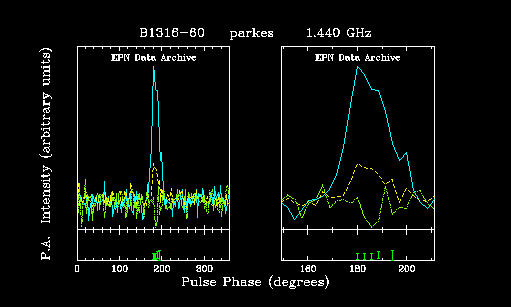 B1316-60 parkes 1.440 GHz
EPN Data Archive EPN Data Archive
P.A. Intensity (arbitrary units)
0 100 200 300 160 180 200
Pulse Phase (degrees)